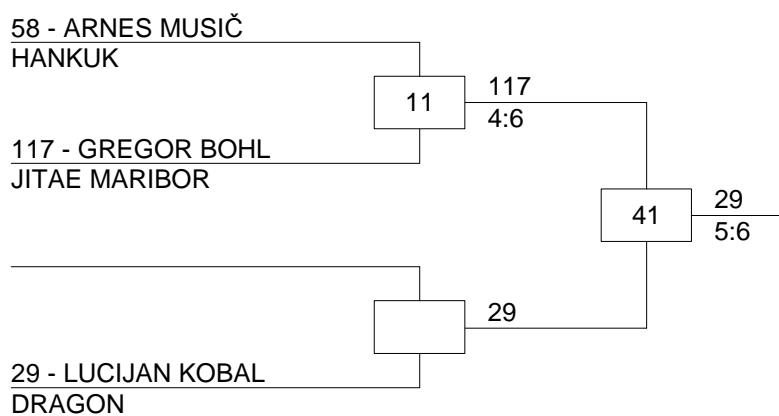 58 - ARNES MUSIČ
HANKUK
11
117
4:6
117 - GREGOR BOHL
JITAE MARIBOR
41
29
5:6
29
29 - LUCIJAN KOBAL
DRAGON